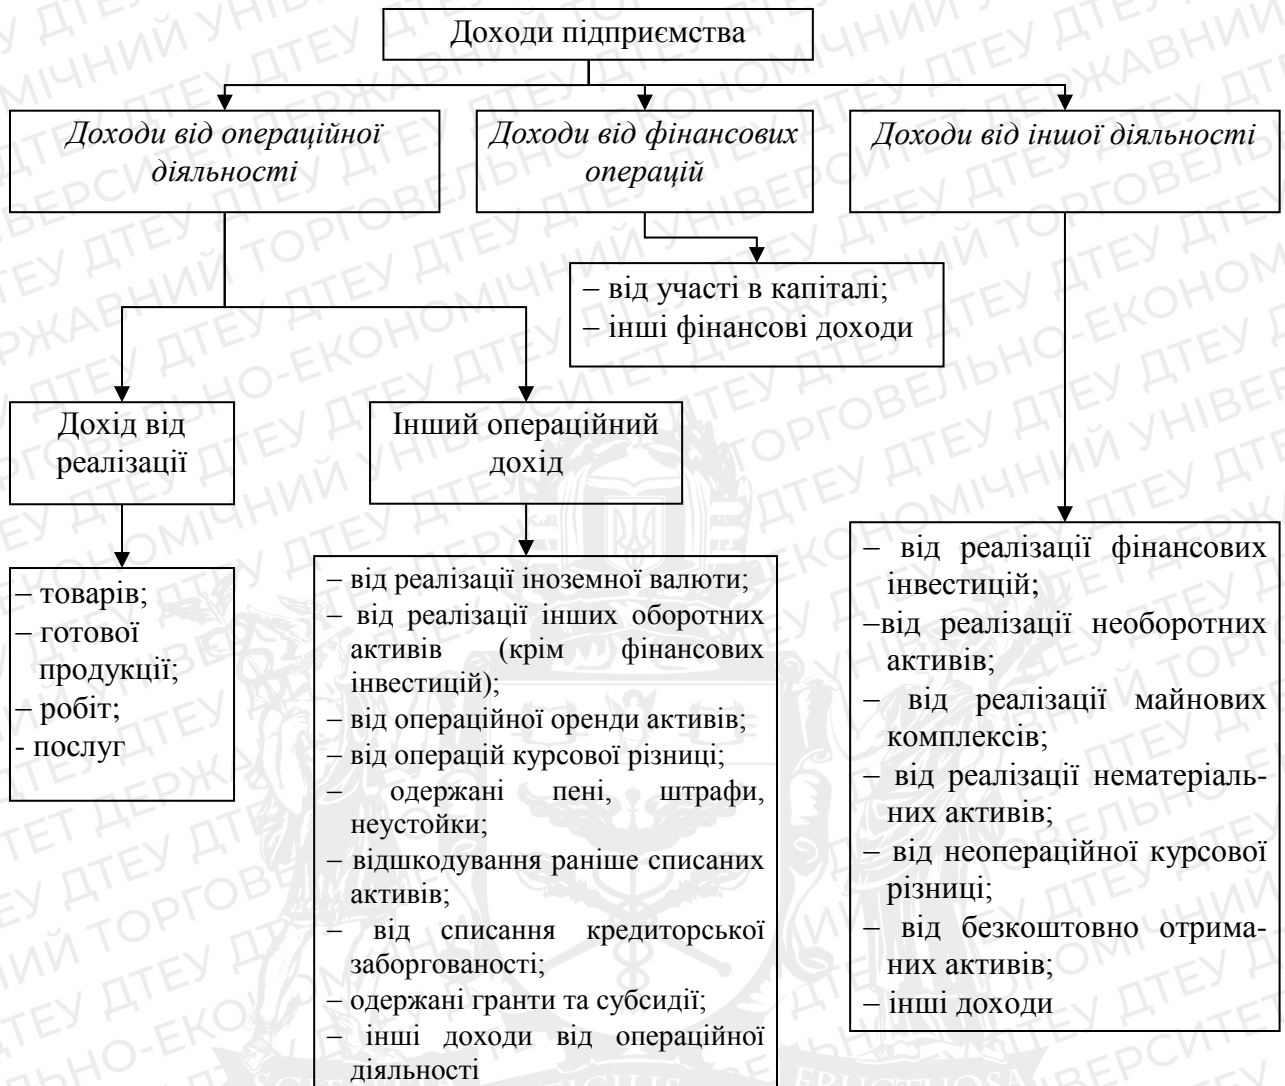 Доходи підприємства
Доходи від операційної
діяльності
Доходи від фінансових
операцій
Доходи від іншої діяльності
– від участі в капіталі;
– інші фінансові доходи
Дохід від
реалізації
Інший операційний
дохід
– товарів;
– готової
продукції;
– робіт;
- послуг
– від реалізації іноземної валюти;
– від реалізації інших оборотних
активів (крім фінансових
інвестицій);
– від операційної оренди активів;
– від операцій курсової різниці;
– одержані пені, штрафи,
неустойки;
– відшкодування раніше списаних
активів;
– від списання кредиторської
заборгованості;
– одержані гранти та субсидії;
– інші доходи від операційної
діяльності
– від реалізації фінансових
інвестицій;
–від реалізації необоротних
активів;
– від реалізації майнових
комплексів;
– від реалізації нематеріаль-
них активів;
– від неопераційної курсової
різниці;
– від безкоштовно отрима-
них активів;
– інші доходи